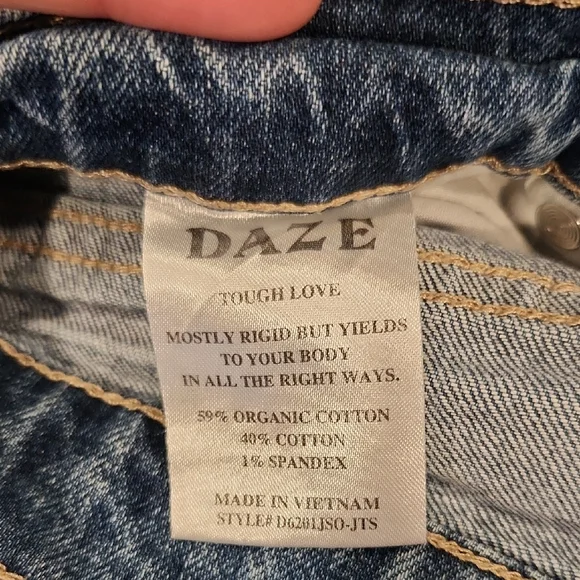 DAZE
TOUGH LOVE
MOSTLY RIGID BUT YIELDS
TO YOUR BODY
IN ALL THE RIGHT WAYS.
59% ORGANIC COTTON
40% COTTON
1% SPANDEX
MADE IN VIETNAM
STYLE# D6201JSO-JTS